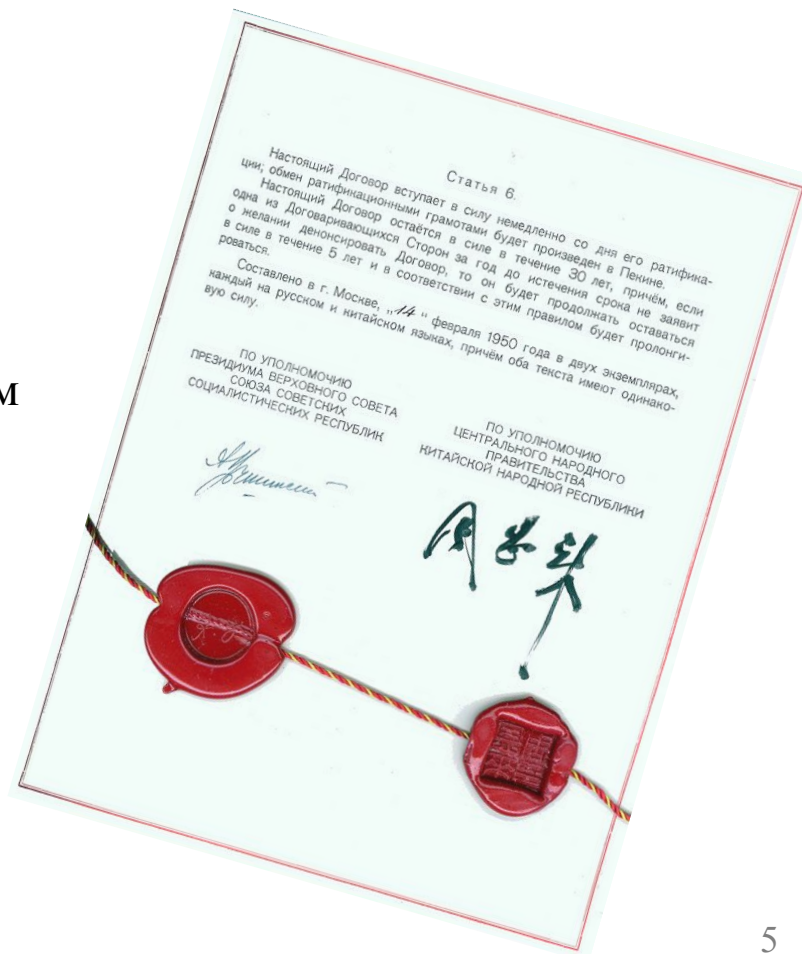 Статья 6.
Настоящий Договор вступает в силу немедленно со дня его ратифика-
ции; обмен ратификационными грамотами будет произведен в Пекине.
Настоящий Договор остаётся в силе в течение 30 лет, причём, если
одна из Договаривающихся Сторон за год до истечения срока не заявит
о желании денонсировать Договор, то он будет продолжать оставаться
в силе в течение 5 лет и в соответствии с этим правилом будет пролонги-
роваться.
Составлено в г. Москве, „14“ февраля 1950 года в двух экземплярах,
каждый на русском и китайском языках, причём оба текста имеют одинако-
вую силу.
ПО УПОЛНОМОЧИЮ
ПРЕЗИДИУМА ВЕРХОВНОГО СОВЕТА
СОЮЗА СОВЕТСКИХ
СОЦИАЛИСТИЧЕСКИХ РЕСПУБЛИК
ПО УПОЛНОМОЧИЮ
ЦЕНТРАЛЬНОГО НАРОДНОГО
ПРАВИТЕЛЬСТВА
КИТАЙСКОЙ НАРОДНОЙ РЕСПУБЛИКИ
周恩来
м
5